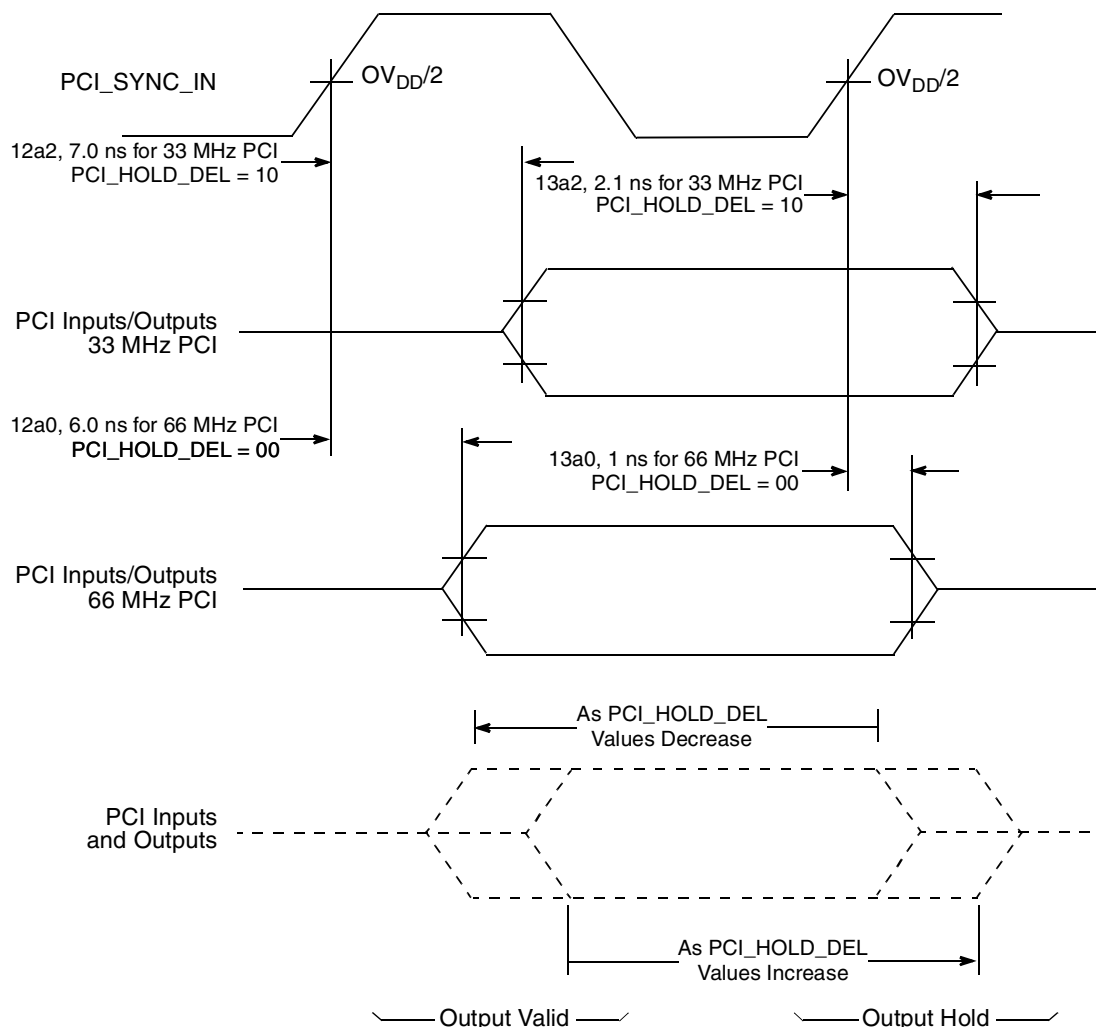 PCI_SYNC_IN
OVDD/2
OVDD/2
12a2, 7.0 ns for 33 MHz PCI
PCI_HOLD_DEL = 10
13a2, 2.1 ns for 33 MHz PCI
PCI_HOLD_DEL = 10
PCI Inputs/Outputs
33 MHz PCI
12a0, 6.0 ns for 66 MHz PCI
PCI_HOLD_DEL = 00
13a0, 1 ns for 66 MHz PCI
PCI_HOLD_DEL = 00
PCI Inputs/Outputs
66 MHz PCI
As PCI_HOLD_DEL
Values Decrease
PCI Inputs
and Outputs
As PCI_HOLD_DEL
Values Increase
Output Valid
Output Hold